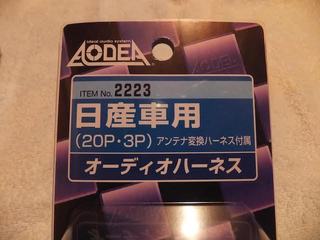 ideal audio system
AODEA
ITEM No. 2223
日産車用
(20P・3P) アンテナ変換ハーネス付属
オーディオハーネス
AODEA